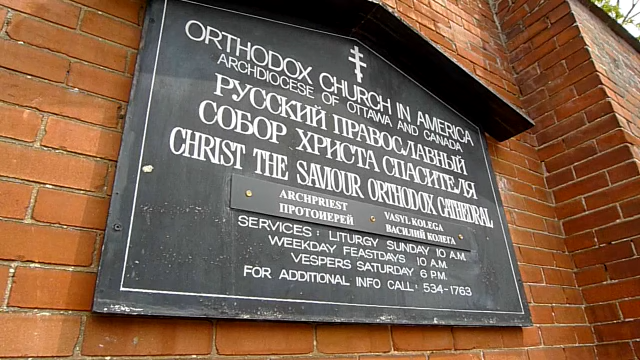 ORTHODOX CHURCH IN AMERICA
ARCHDIOCESE OF OTTAWA AND CANADA
РУССКИЙ ПРАВОСЛАВНЫЙ
СОБОР ХРИСТА СПАСИТЕЛЯ
CHRIST THE SAVIOUR ORTHODOX CATHEDRAL
ARCHPRIEST VASYL KOLEGA
ПРОТОИЕРЕЙ ВАСИЛИЙ КОЛЕГА
SERVICES : LITURGY SUNDAY 10 A.M.
WEEKDAY FEASTDAYS 10 A.M.
VESPERS SATURDAY 6 P.M.
FOR ADDITIONAL INFO CALL : 534-1763